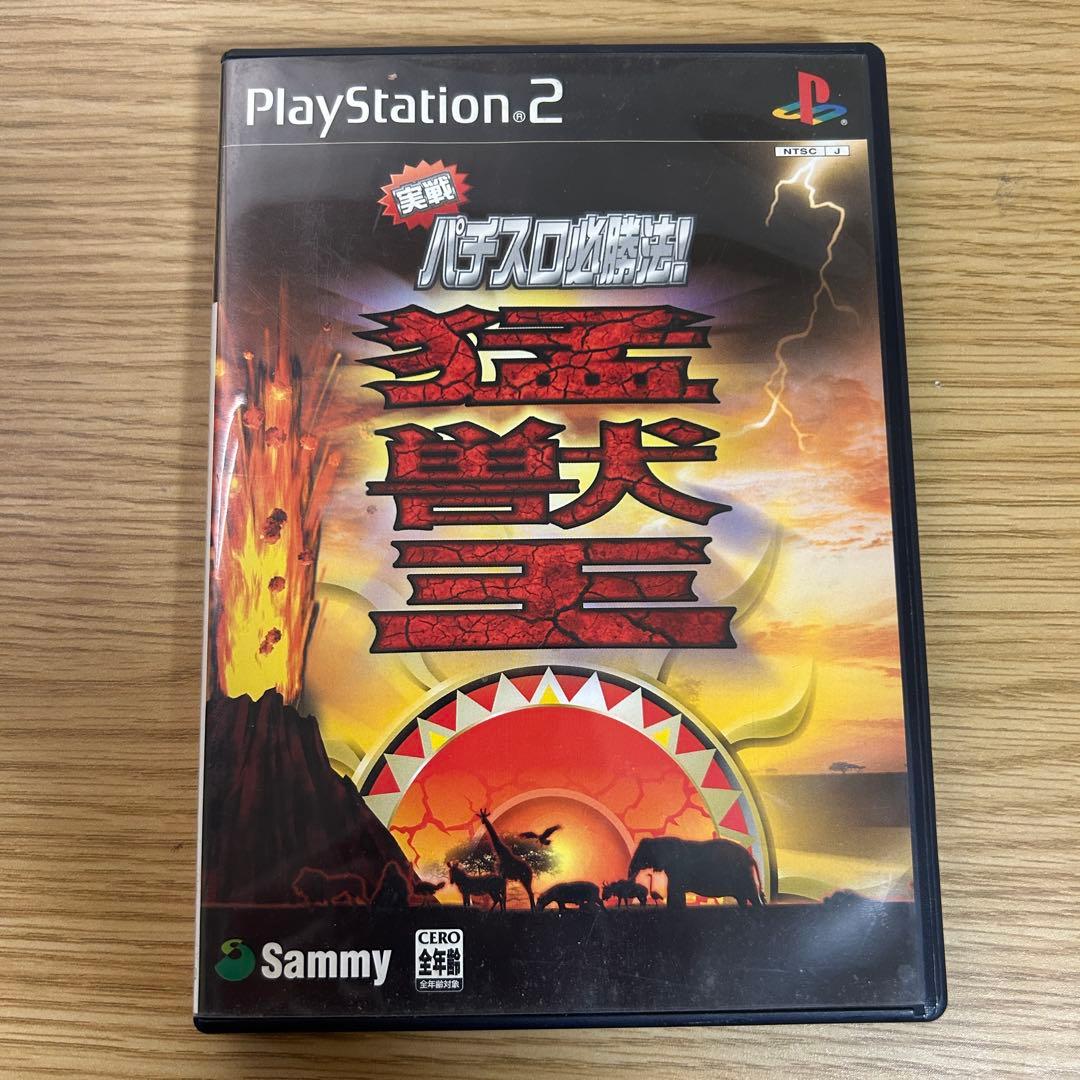 PlayStation®2
NTSC J
実戦
パチスロ必勝法!
猛
獣
王
Sammy
CERO
全年齢
全年齢対象